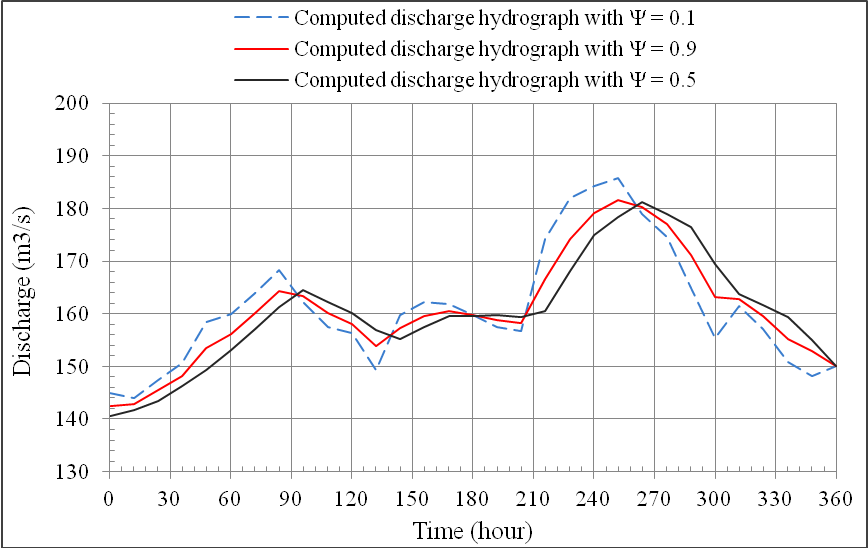 Computed discharge hydrograph with Ψ = 0.1
Computed discharge hydrograph with Ψ = 0.9
Computed discharge hydrograph with Ψ = 0.5
200
190
180
170
160
150
140
130
Discharge (m3/s)
0 30 60 90 120 150 180 210 240 270 300 330 360
Time (hour)